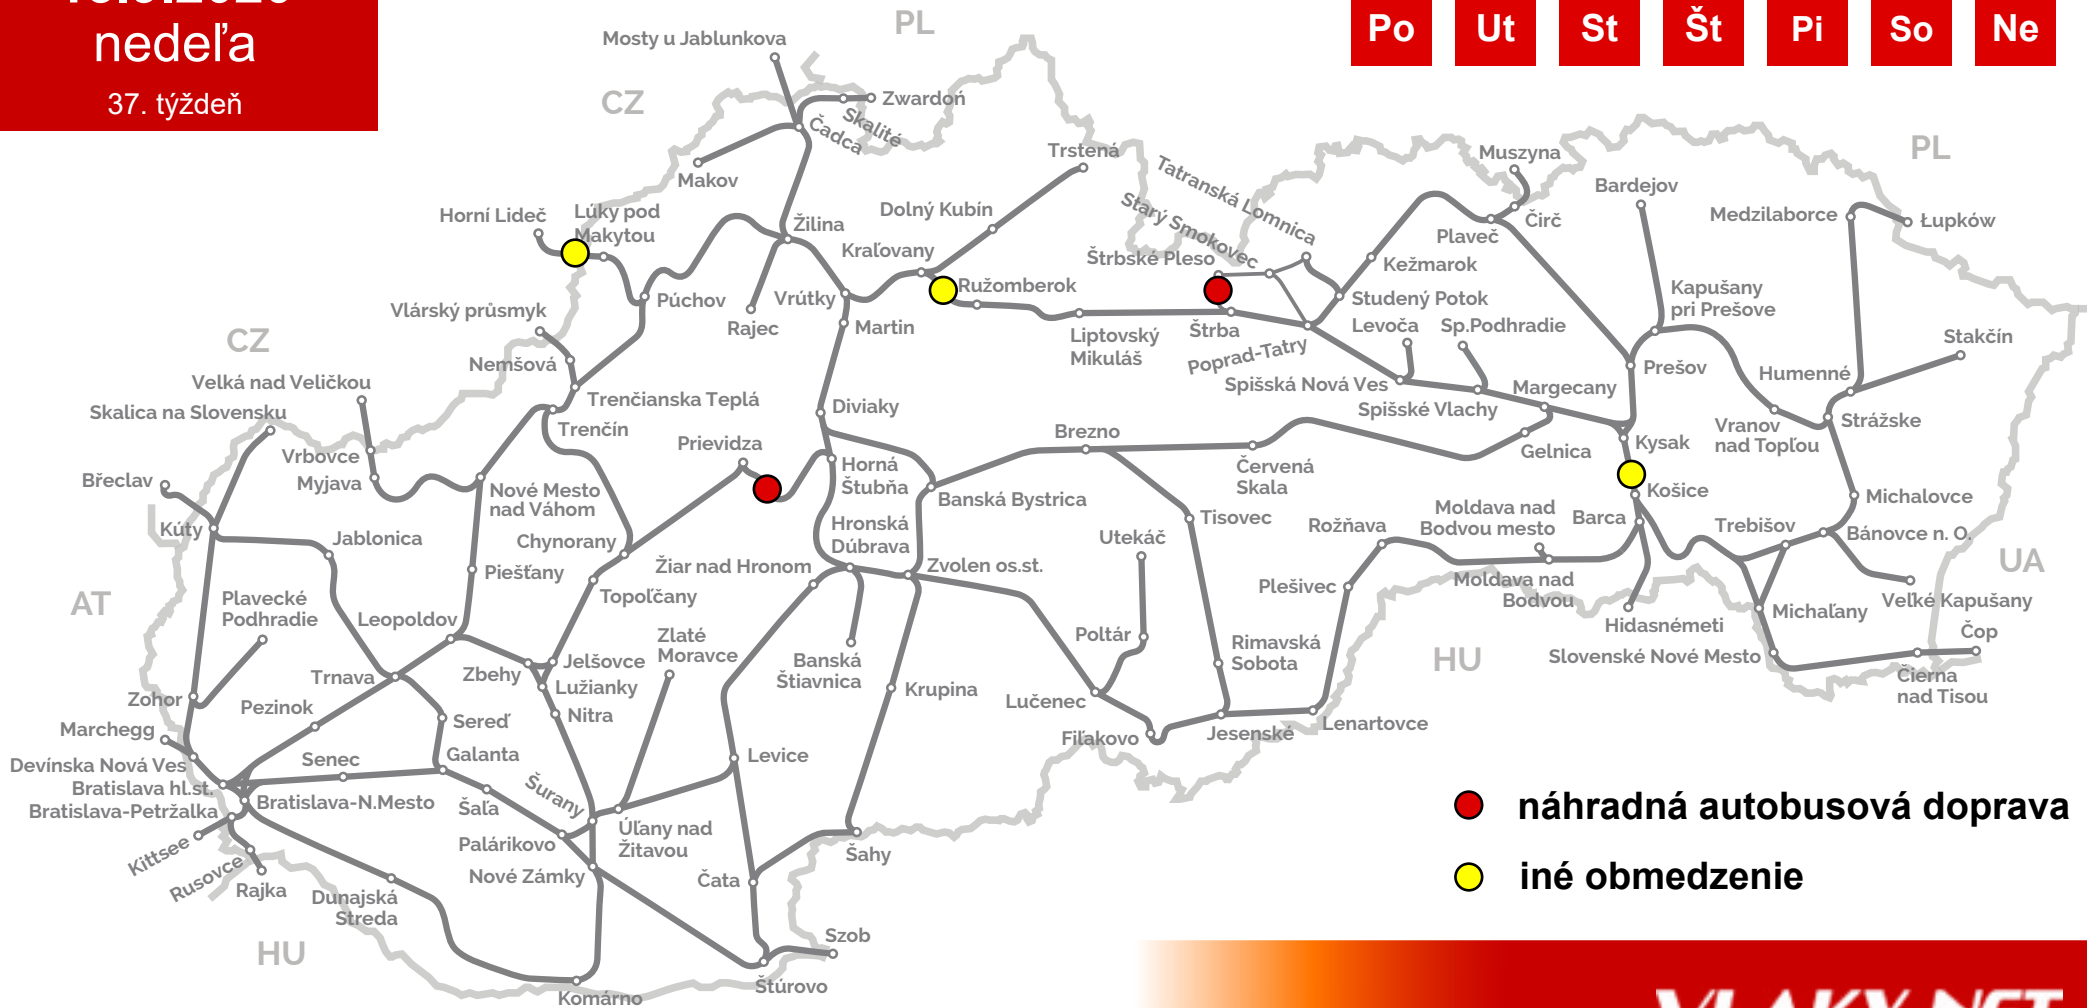 nedeľa
37. týždeň
Po Ut St Št Pi So Ne
PL
Mosty u Jablunkova
CZ
Zwardoń
Skalité
Čadca
Makov
Trstená
Tatranská Lomnica
Muszyna
PL
Bardejov
Starý Smokovec
Horní Lideč
Lúky pod
Makytou
Dolný Kubín
Žilina
Čirč
Medzilaborce
Łupków
Kraľovany
Plaveč
Štrbské Pleso
Kežmarok
Ružomberok
Púchov
Vrútky
Kapušany
pri Prešove
Studený Potok
Vlárský průsmyk
Rajec
Martin
Liptovský
Mikuláš
Štrba
Levoča
Sp.Podhradie
Stakčín
CZ
Poprad-Tatry
Nemšová
Prešov
Humenné
Velká nad Veličkou
Spišská Nová Ves
Margecany
Trenčianska Teplá
Diviaky
Spišské Vlachy
Skalica na Slovensku
Trenčín
Prievidza
Brezno
Vranov
nad Topľou
Strážske
Vrbovce
Kysak
Gelnica
Myjava
Horná
Štubňa
Červená
Skala
Břeclav
Nové Mesto
nad Váhom
Banská Bystrica
Košice
Michalovce
Moldava nad
Bodvou mesto
Barca
Kúty
Hronská
Dúbrava
Tisovec
Rožňava
Trebišov
Bánovce n. O.
Jablonica
Chynorany
Utekáč
UA
Piešťany
Žiar nad Hronom
Zvolen os.st.
Plešivec
Moldava nad
Bodvou
AT
Plavecké
Podhradie
Topoľčany
Veľké Kapušany
Leopoldov
Michaľany
Hidasnémeti
Zlaté
Moravce
Poltár
Rimavská
Sobota
Čop
Trnava
Zbehy
Jelšovce
Banská
Štiavnica
HU
Slovenské Nové Mesto
Lužianky
Krupina
Čierna
nad Tisou
Zohor
Pezinok
Lučenec
Sereď
Nitra
Marchegg
Fiľakovo
Jesenské
Lenartovce
Devínska Nová Ves
Senec
Galanta
Levice
Bratislava hl.st.
Bratislava-N.Mesto
Šaľa
Šurany
Bratislava-Petržalka
náhradná autobusová doprava
Úľany nad
Žitavou
Palárikovo
Kittsee
Šahy
Rusovce
Rajka
Nové Zámky
Čata
iné obmedzenie
Dunajská
Streda
HU
Szob
Štúrovo
Komárno